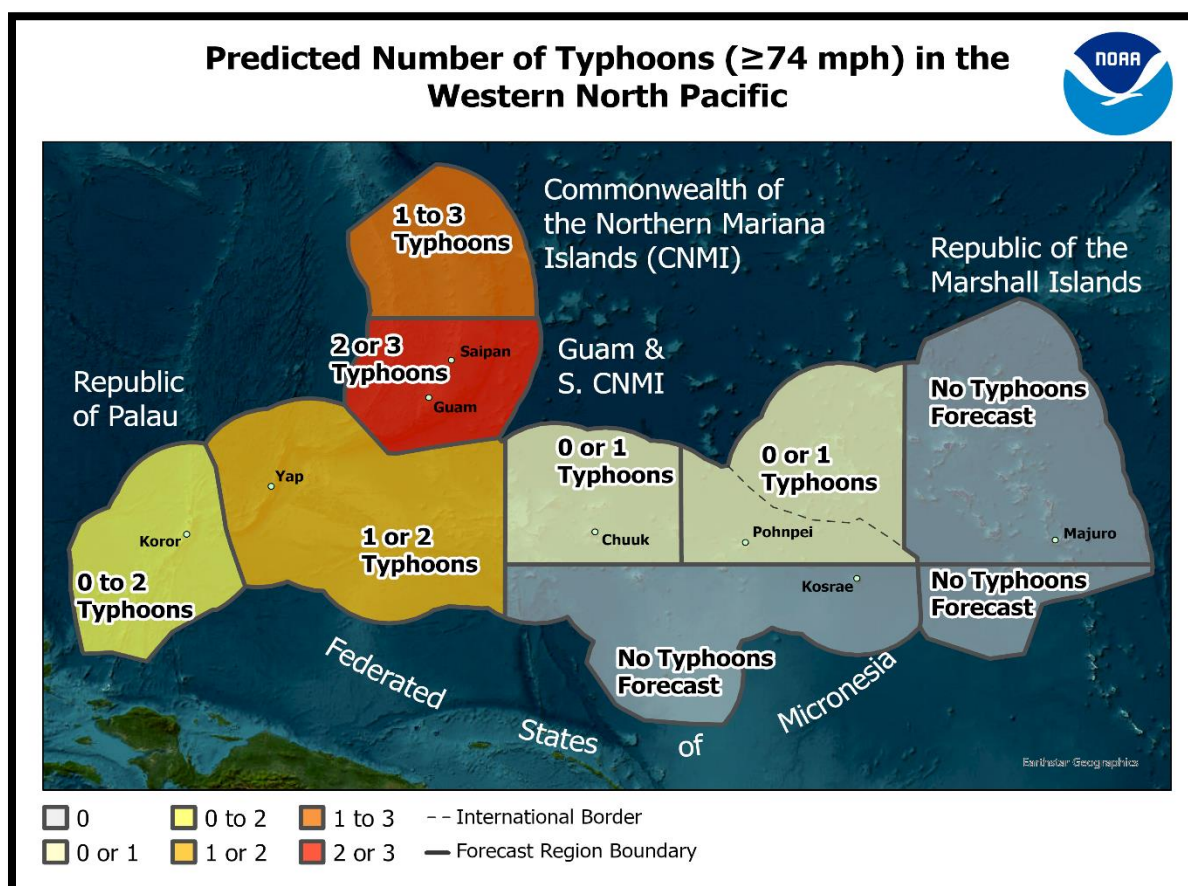 Predicted Number of Typhoons (≥74 mph) in the
Western North Pacific
NOAA
1 to 3
Typhoons
Commonwealth of
the Northern Mariana
Islands (CNMI)
Republic of the
Marshall Islands
2 or 3
Typhoons
Saipan
Guam
Guam &
S. CNMI
Republic
of Palau
No Typhoons
Forecast
0 or 1
Typhoons
0 or 1
Typhoons
Yap
Koror
1 or 2
Typhoons
Chuuk
Pohnpei
Majuro
0 to 2
Typhoons
Kosrae
No Typhoons
Forecast
No Typhoons
Forecast
Federated States of Micronesia
Earthstar Geographics
0
0 to 2
1 to 3
International Border
0 or 1
1 or 2
2 or 3
Forecast Region Boundary